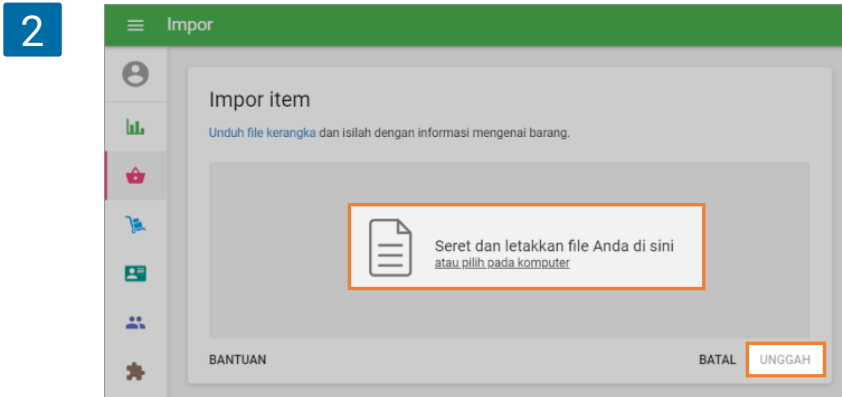 2
Impor
Impor item
Unduh file kerangka dan isilah dengan informasi mengenai barang.
Seret dan letakkan file Anda di sini
atau pilih pada komputer
BANTUAN BATAL UNGGAH